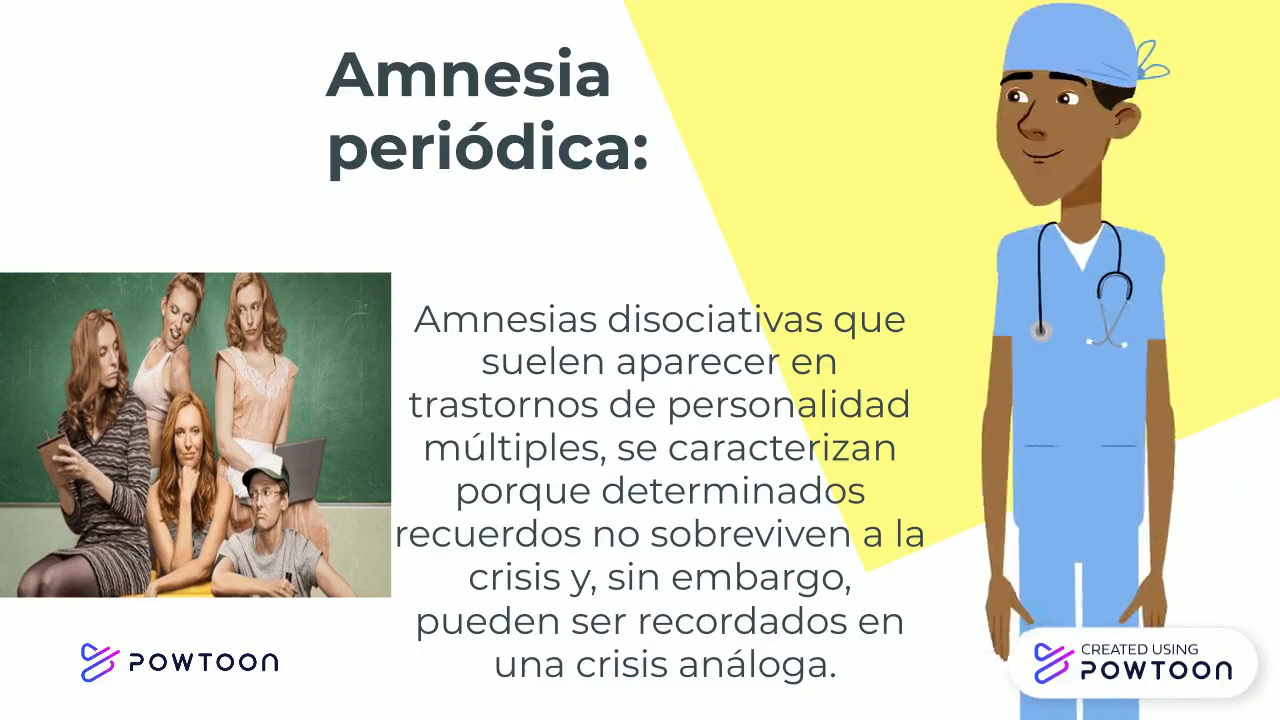 Amnesia
periódica:
Amnesias disociativas que
suelen aparecer en
trastornos de personalidad
múltiples, se caracterizan
porque determinados
recuerdos no sobreviven a la
crisis y, sin embargo,
pueden ser recordados en
una crisis análoga.
POWTOON
CREATED USING
POWTOON